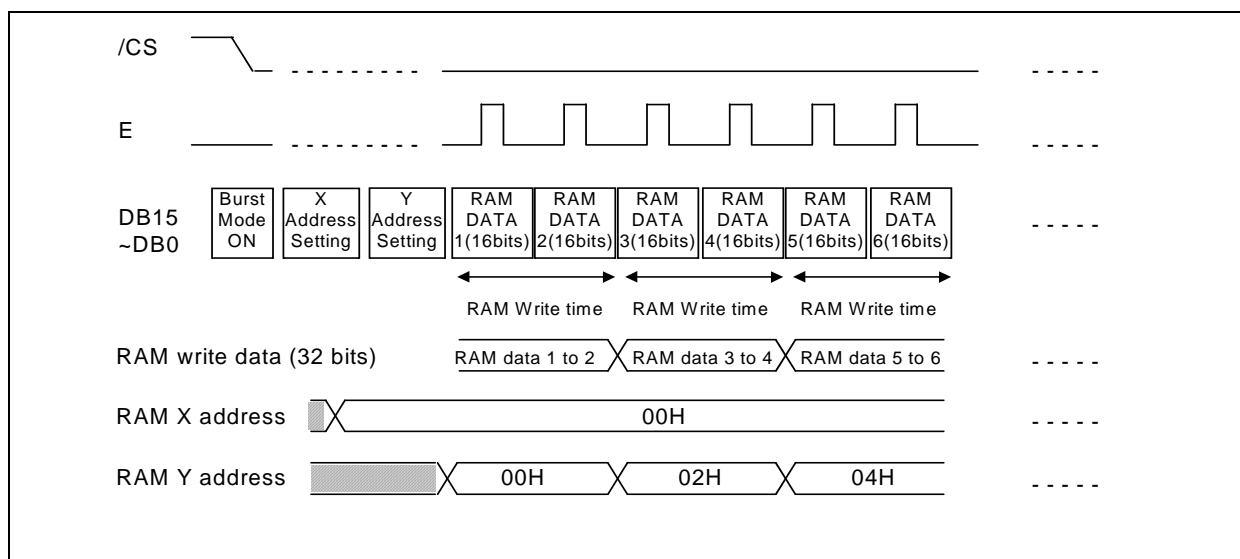 /CS
E
DB15
~DB0
Burst
Mode
ON
X
Address
Setting
Y
Address
Setting
RAM
DATA
1(16bits)
RAM
DATA
2(16bits)
RAM
DATA
3(16bits)
RAM
DATA
4(16bits)
RAM
DATA
5(16bits)
RAM
DATA
6(16bits)
RAM Write time
RAM Write time
RAM Write time
RAM write data (32 bits)
RAM data 1 to 2
RAM data 3 to 4
RAM data 5 to 6
RAM X address
00H
RAM Y address
00H
02H
04H